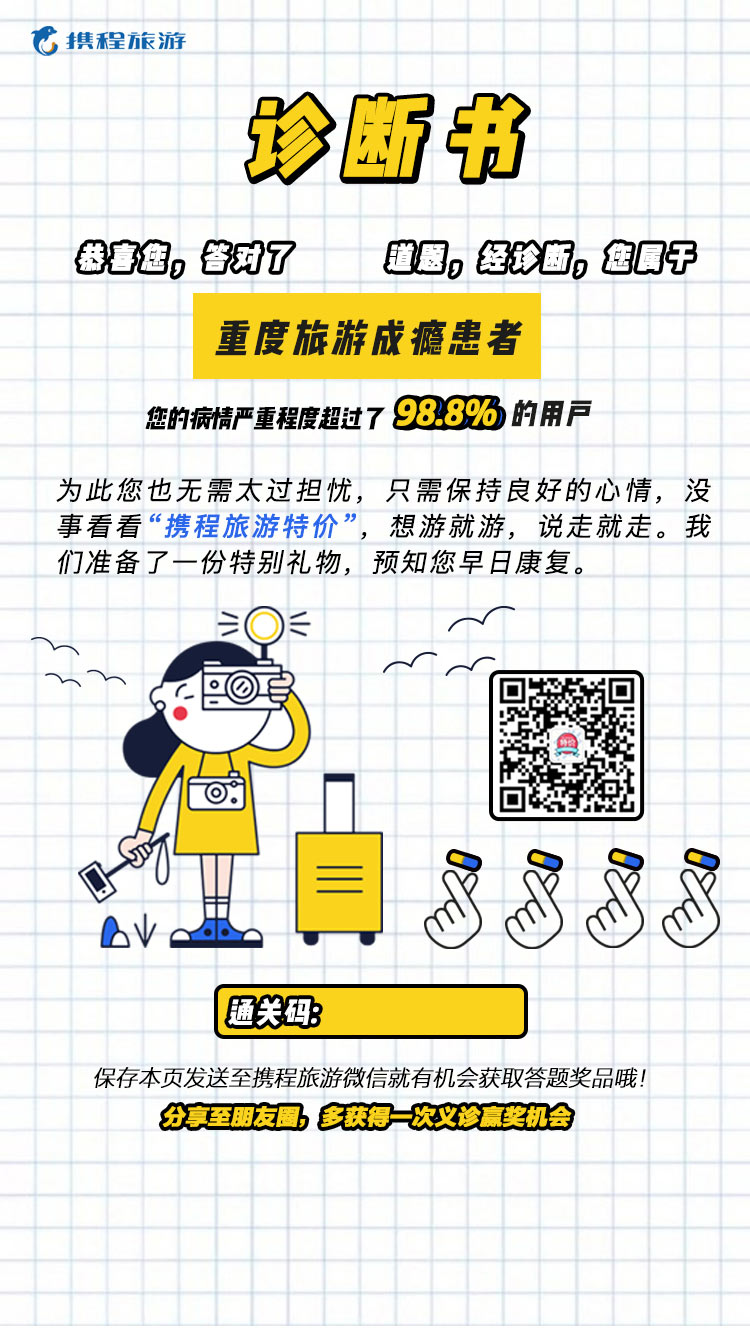 携程旅游
诊断书
恭喜您，答对了 道题，经诊断，您属于
重度旅游成瘾患者
您的病情严重程度超过了 98.8% 的用户
为此您也无需太过担忧，只需保持良好的心情，没
事看看“携程旅游特价”，想游就游，说走就走。我
们准备了一份特别礼物，预知您早日康复。
特价
通关码:
保存本页发送至携程旅游微信就有机会获取答题奖品哦！
分享至朋友圈，多获得一次义诊赢奖机会